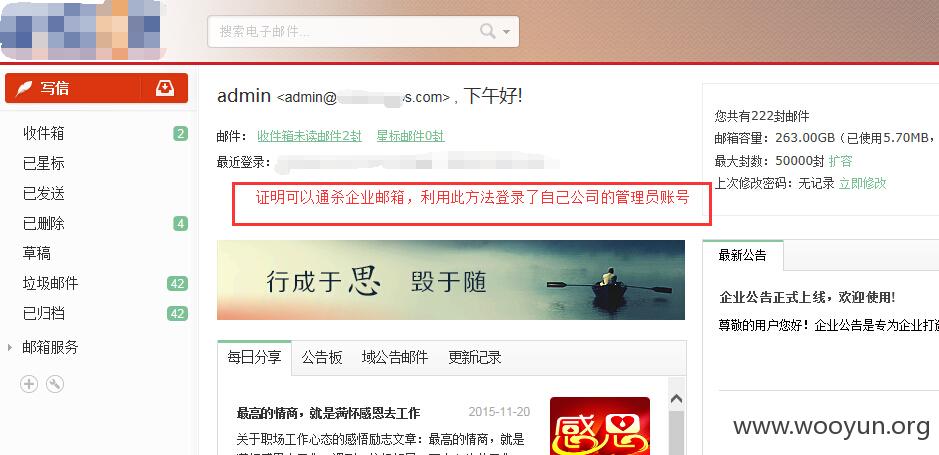 搜索电子邮件...
写信
收件箱 2
已星标
已发送
已删除 4
草稿
垃圾邮件 42
已归档 42
邮箱服务
admin <admin@ s.com>，下午好!
邮件： 收件箱未读邮件2封 星标邮件0封
最近登录：
证明可以通杀企业邮箱，利用此方法登录了自己公司的管理员账号
行成于思 毁于随
每日分享 公告板 域公告邮件 更新记录
最高的情商，就是满怀感恩去工作 2015-11-20
关于职场工作心态的感悟励志文章：最高的情商，就是
感恩
您共有222封邮件
邮箱容量：263.00GB（已使用5.70MB，
最大封数：50000封 扩容
上次修改密码：无记录 立即修改
最新公告
企业公告正式上线，欢迎使用!
尊敬的用户您好！企业公告是专为企业打造
www.wooyun.org